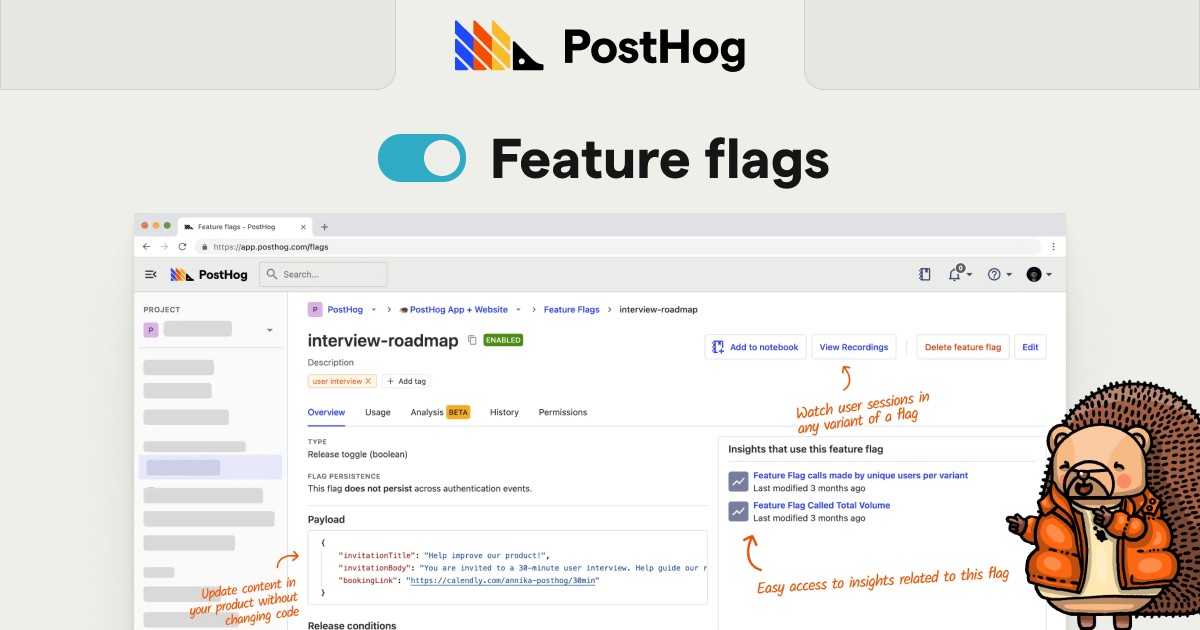 PostHog
Feature flags
Feature flags - PostHog
https://app.posthog.com/flags
PostHog
Search...
0
PROJECT
P
P PostHog PostHog App + Website Feature Flags interview-roadmap
interview-roadmap ENABLED
Add to notebook
View Recordings
Delete feature flag
Edit
Description
user interview X
+ Add tag
Watch user sessions in
any variant of a flag
Overview Usage Analysis BETA History Permissions
TYPE
Release toggle (boolean)
FLAG PERSISTENCE
This flag does not persist across authentication events.
Insights that use this feature flag
Feature Flag calls made by unique users per variant
Last modified 3 months ago
Feature Flag Called Total Volume
Last modified 3 months ago
Easy access to insights related to this flag
Payload
{
"invitationTitle": "Help improve our product!",
"invitationBody": "You are invited to a 30-minute user interview. Help guide our r
"bookingLink": "https://calendly.com/annika-posthog/30min"
}
Update content in
your product without
changing code
Release conditions